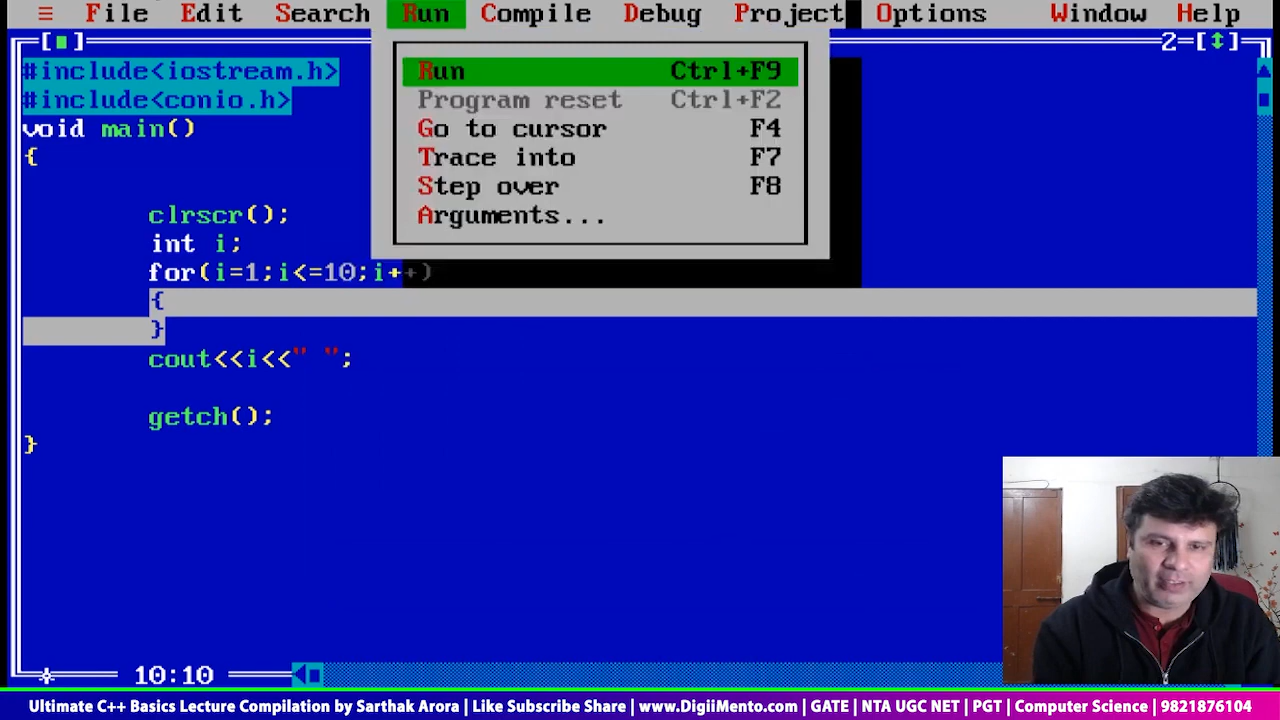 ≡ File Edit Search Run Compile Debug Project Options Window Help
[■] 2=[↕]
Run Ctrl+F9
Program reset Ctrl+F2
Go to cursor F4
Trace into F7
Step over F8
Arguments...
#include<iostream.h>
#include<conio.h>
void main()
{
clrscr();
int i;
for(i=1;i<=10;i++)
{
}
cout<<i<<" ";
getch();
}
10:10
Ultimate C++ Basics Lecture Compilation by Sarthak Arora | Like Subscribe Share | www.DigiiMento.com | GATE | NTA UGC NET | PGT | Computer Science | 9821876104